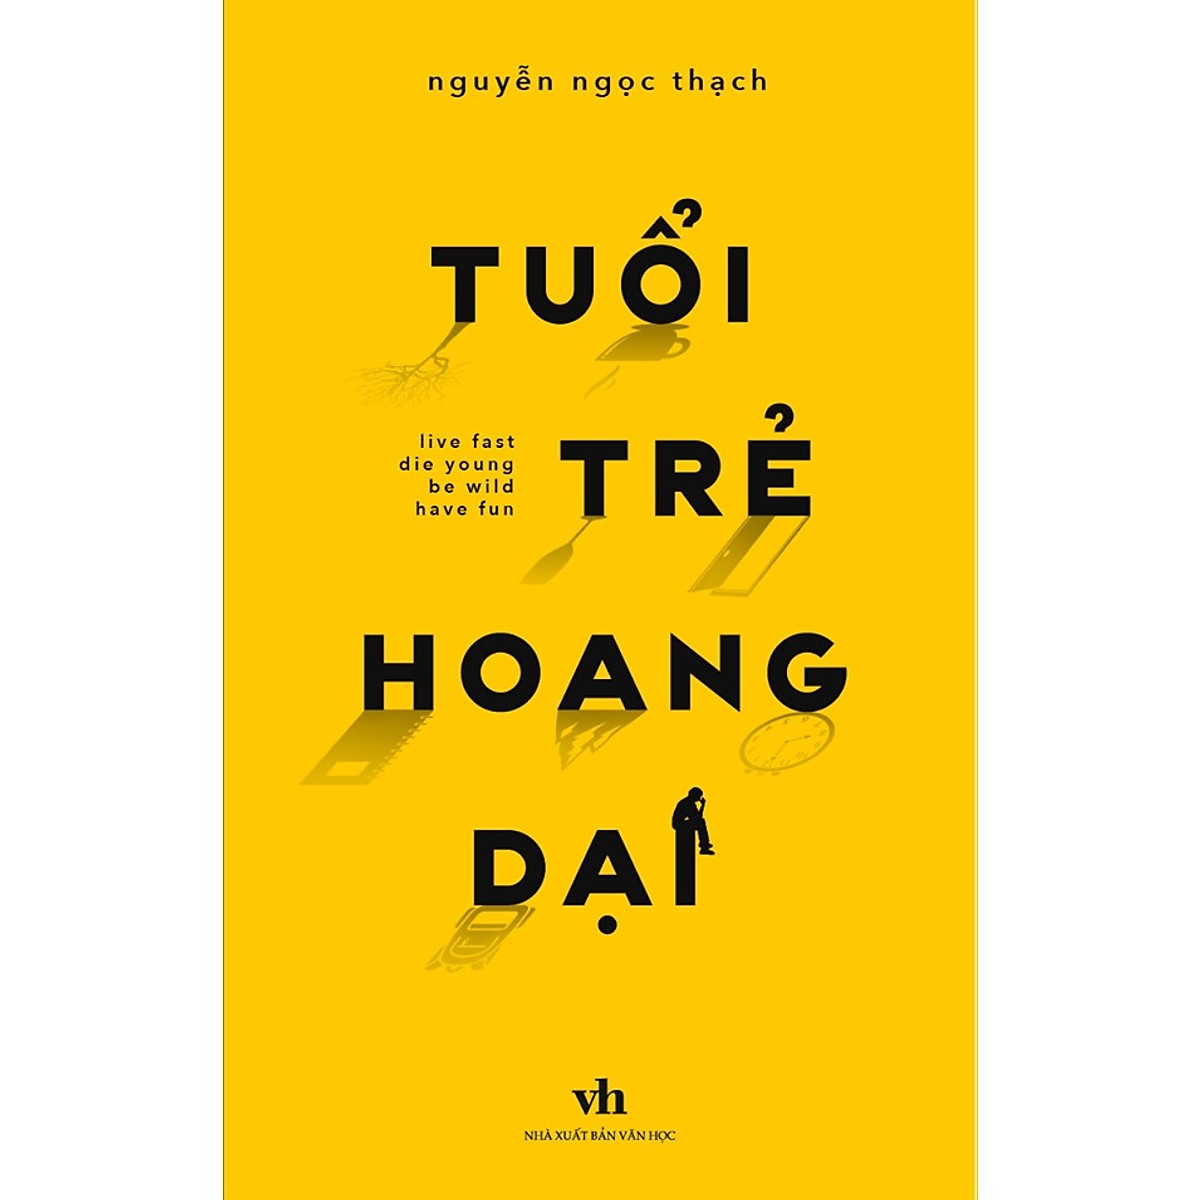 nguyễn ngọc thạch
TUỔI
live fast
die young
be wild
have fun
TRẺ
HOANG
DẠI
vh
NHÀ XUẤT BẢN VĂN HỌC